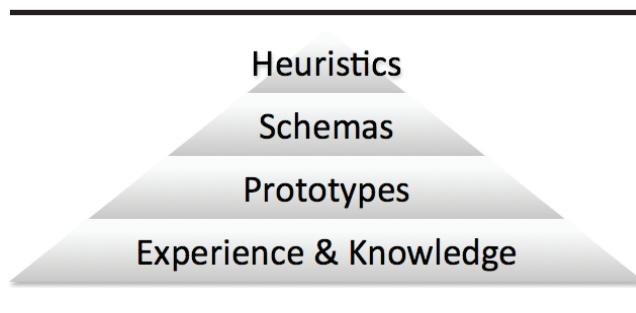 Heuristics
Schemas
Prototypes
Experience & Knowledge